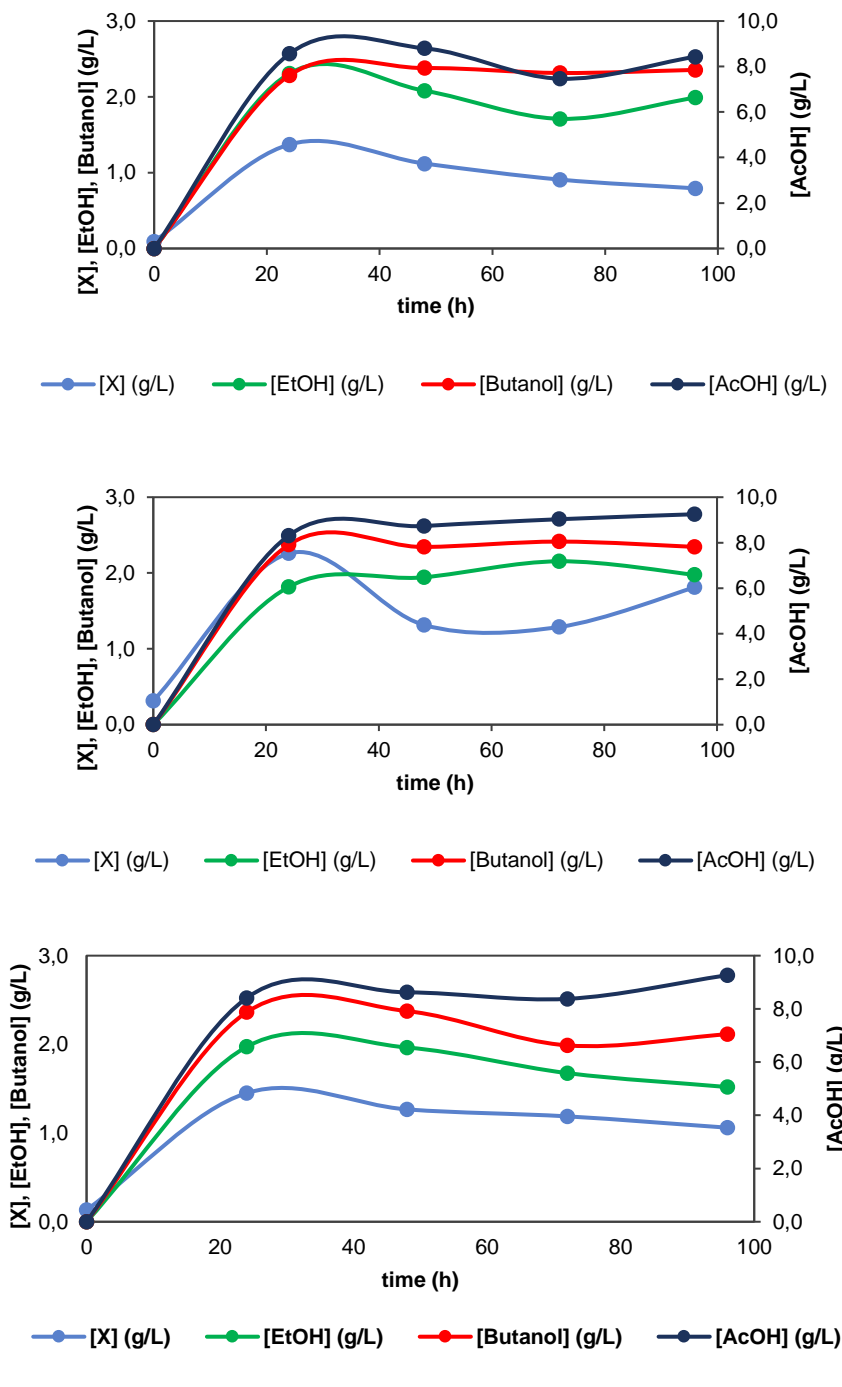 [X], [EtOH], [Butanol] (g/L)
3,0
2,0
1,0
0,0
10,0
8,0
6,0
4,0
2,0
0,0
[AcOH] (g/L)
0 20 40 60 80 100
time (h)
[X] (g/L) [EtOH] (g/L) [Butanol] (g/L) [AcOH] (g/L)
[X], [EtOH], [Butanol] (g/L)
3,0
2,0
1,0
0,0
10,0
8,0
6,0
4,0
2,0
0,0
[AcOH] (g/L)
0 20 40 60 80 100
time (h)
[X] (g/L) [EtOH] (g/L) [Butanol] (g/L) [AcOH] (g/L)
[X], [EtOH], [Butanol] (g/L)
3,0
2,0
1,0
0,0
10,0
8,0
6,0
4,0
2,0
0,0
[AcOH] (g/L)
0 20 40 60 80 100
time (h)
[X] (g/L) [EtOH] (g/L) [Butanol] (g/L) [AcOH] (g/L)